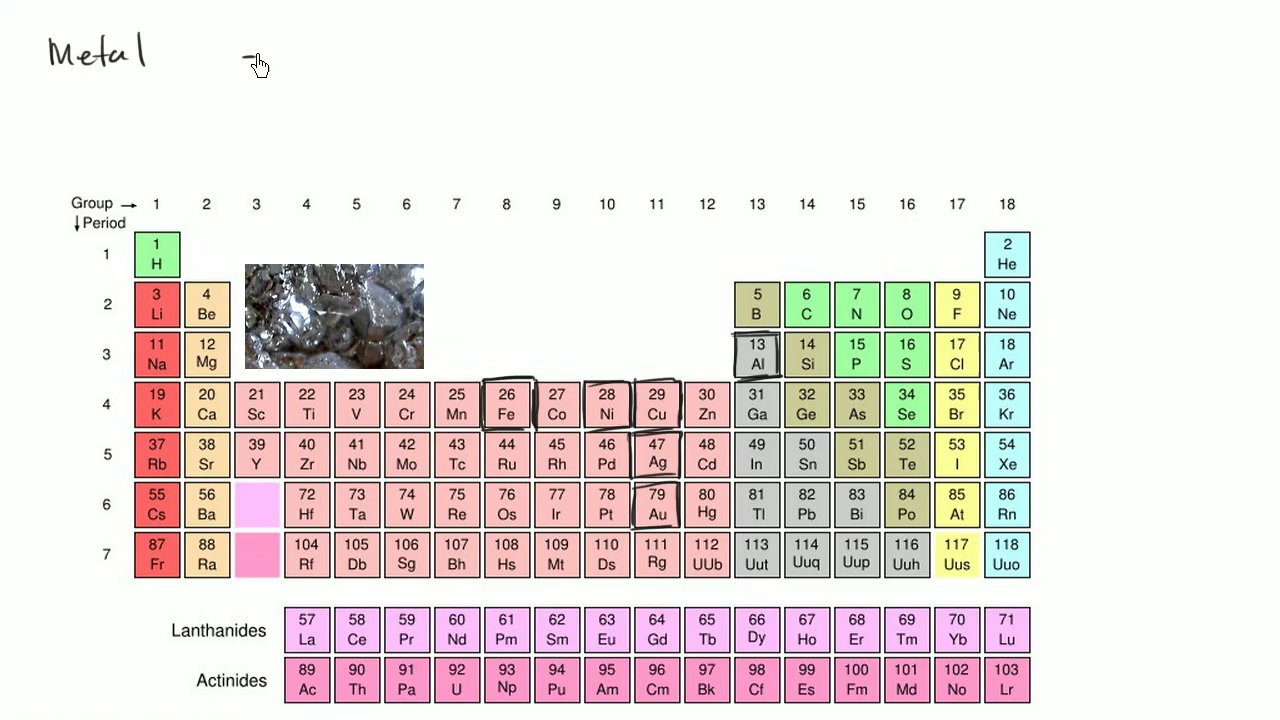 Metal -
Group → 1 2 3 4 5 6 7 8 9 10 11 12 13 14 15 16 17 18
↓Period
1 1 H 2 He
2 3 Li 4 Be 5 B 6 C 7 N 8 O 9 F 10 Ne
3 11 Na 12 Mg 13 Al 14 Si 15 P 16 S 17 Cl 18 Ar
4 19 K 20 Ca 21 Sc 22 Ti 23 V 24 Cr 25 Mn 26 Fe 27 Co 28 Ni 29 Cu 30 Zn 31 Ga 32 Ge 33 As 34 Se 35 Br 36 Kr
5 37 Rb 38 Sr 39 Y 40 Zr 41 Nb 42 Mo 43 Tc 44 Ru 45 Rh 46 Pd 47 Ag 48 Cd 49 In 50 Sn 51 Sb 52 Te 53 I 54 Xe
6 55 Cs 56 Ba 72 Hf 73 Ta 74 W 75 Re 76 Os 77 Ir 78 Pt 79 Au 80 Hg 81 Tl 82 Pb 83 Bi 84 Po 85 At 86 Rn
7 87 Fr 88 Ra 104 Rf 105 Db 106 Sg 107 Bh 108 Hs 109 Mt 110 Ds 111 Rg 112 UUb 113 Uut 114 Uuq 115 Uup 116 Uuh 117 Uus 118 Uuo
Lanthanides 57 La 58 Ce 59 Pr 60 Nd 61 Pm 62 Sm 63 Eu 64 Gd 65 Tb 66 Dy 67 Ho 68 Er 69 Tm 70 Yb 71 Lu
Actinides 89 Ac 90 Th 91 Pa 92 U 93 Np 94 Pu 95 Am 96 Cm 97 Bk 98 Cf 99 Es 100 Fm 101 Md 102 No 103 Lr